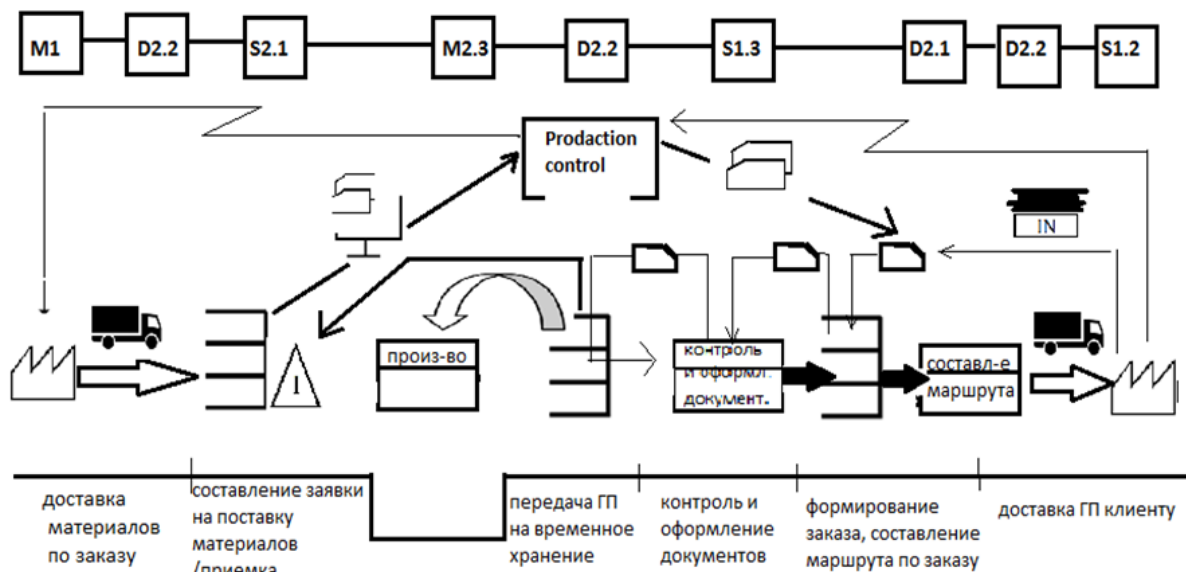 M1
D2.2
S2.1
M2.3
D2.2
S1.3
D2.1
D2.2
S1.2
Prodaction
control
IN
I
произ-во
контроль
и оформл.
документ.
составл-е
маршрута
доставка
материалов
по заказу
составление заявки
на поставку
материалы
/приемка
передача ГП
на временное
хранение
контроль и
оформление
документов
формирование
заказа, составление
маршрута по заказу
доставка ГП клиенту